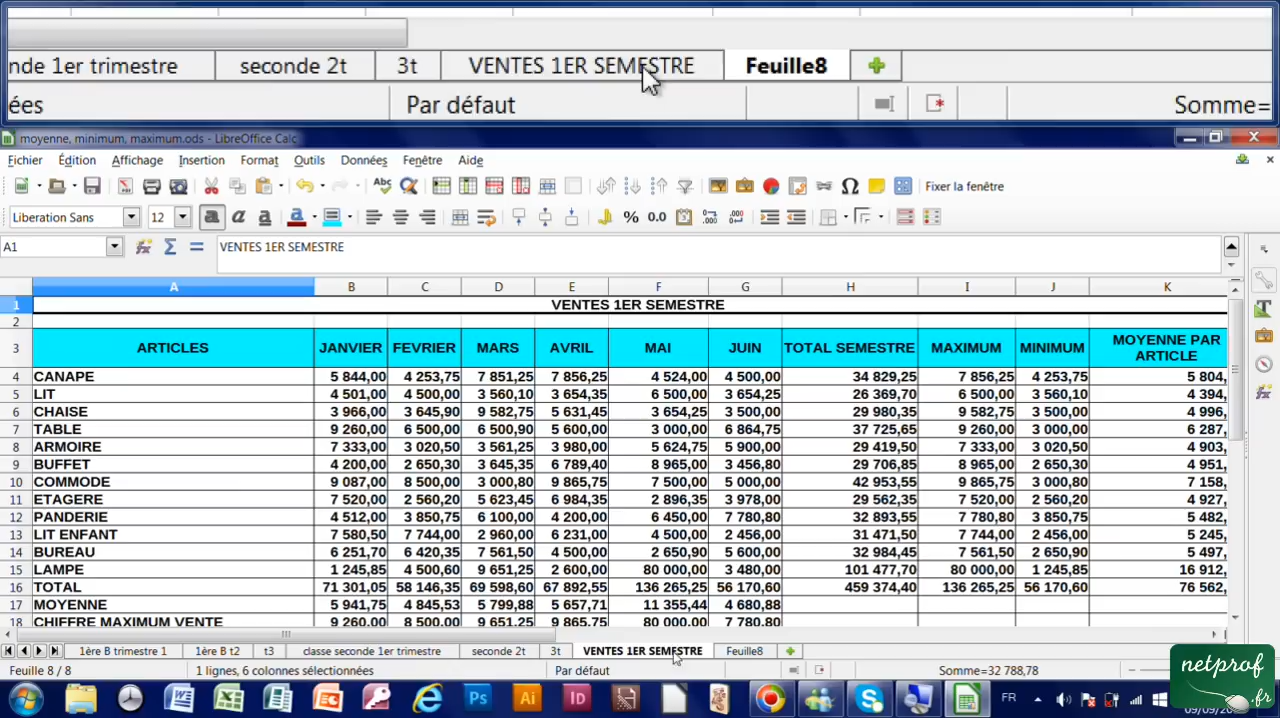 nde 1er trimestre seconde 2t 3t VENTES 1ER SEMESTRE Feuille8
ées Par défaut Somme=
moyenne, minimum, maximum.ods - LibreOffice Calc
Fichier Édition Affichage Insertion Format Outils Données Fenêtre Aide
Fixer la fenêtre
Liberation Sans 12
A1 VENTES 1ER SEMESTRE
A B C D E F G H I J K
1 VENTES 1ER SEMESTRE
2
3 ARTICLES JANVIER FEVRIER MARS AVRIL MAI JUIN TOTAL SEMESTRE MAXIMUM MINIMUM MOYENNE PAR ARTICLE
4 CANAPE 5 844,00 4 253,75 7 851,25 7 856,25 4 524,00 4 500,00 34 829,25 7 856,25 4 253,75 5 804,
5 LIT 4 501,00 4 500,00 3 560,10 3 654,35 6 500,00 3 654,25 26 369,70 6 500,00 3 560,10 4 394,
6 CHAISE 3 966,00 3 645,90 9 582,75 5 631,45 3 654,25 3 500,00 29 980,35 9 582,75 3 500,00 4 996,
7 TABLE 9 260,00 6 500,00 6 500,90 5 600,00 3 000,00 6 864,75 37 725,65 9 260,00 3 000,00 6 287,
8 ARMOIRE 7 333,00 3 020,50 3 561,25 3 980,00 5 624,75 5 900,00 29 419,50 7 333,00 3 020,50 4 903,
9 BUFFET 4 200,00 2 650,30 3 645,35 6 789,40 8 965,00 3 456,80 29 706,85 8 965,00 2 650,30 4 951,
10 COMMODE 9 087,00 8 500,00 3 000,80 9 865,75 7 500,00 5 000,00 42 953,55 9 865,75 3 000,80 7 158,
11 ETAGERE 7 520,00 2 560,20 5 623,45 6 984,35 2 896,35 3 978,00 29 562,35 7 520,00 2 560,20 4 927,
12 PANDERIE 4 512,00 3 850,75 6 100,00 4 200,00 6 450,00 7 780,80 32 893,55 7 780,80 3 850,75 5 482,
13 LIT ENFANT 7 580,50 7 744,00 2 960,00 6 231,00 4 500,00 2 456,00 31 471,50 7 744,00 2 456,00 5 245,
14 BUREAU 6 251,70 6 420,35 7 561,50 4 500,00 2 650,90 5 600,00 32 984,45 7 561,50 2 650,90 5 497,
15 LAMPE 1 245,85 4 500,60 9 651,25 2 600,00 80 000,00 3 480,00 101 477,70 80 000,00 1 245,85 16 912,
16 TOTAL 71 301,05 58 146,35 69 598,60 67 892,55 136 265,25 56 170,60 459 374,40 136 265,25 56 170,60 76 562,
17 MOYENNE 5 941,75 4 845,53 5 799,88 5 657,71 11 355,44 4 680,88
18 CHIFFRE MAXIMUM VENTE 9 260,00 8 500,00 9 651,25 9 865,75 80 000,00 7 780,80
1ère B trimestre 1 1ère B t2 t3 classe seconde 1er trimestre seconde 2t 3t VENTES 1ER SEMESTRE Feuille8
Feuille 8 / 8 1 lignes, 6 colonnes sélectionnées Par défaut Somme=32 788,78
FR
netprof
.fr